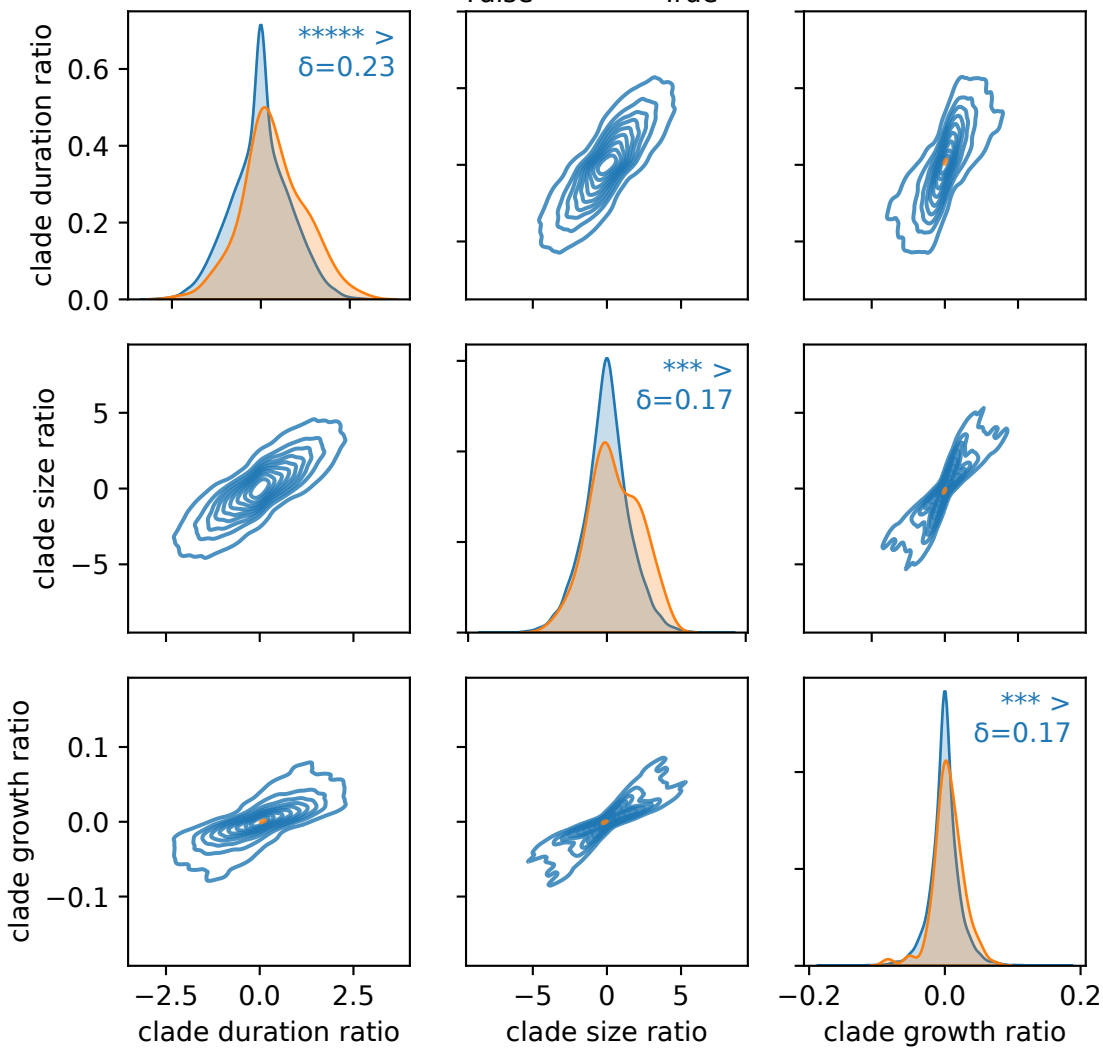 True
clade duration ratio
0.6
0.4
0.2
0.0
***** >
δ=0.23
clade size ratio
5
0
−5
*** >
δ=0.17
clade growth ratio
0.1
0.0
−0.1
*** >
δ=0.17
−2.5 0.0 2.5
−5 0 5
−0.2 0.0 0.2
clade duration ratio
clade size ratio
clade growth ratio